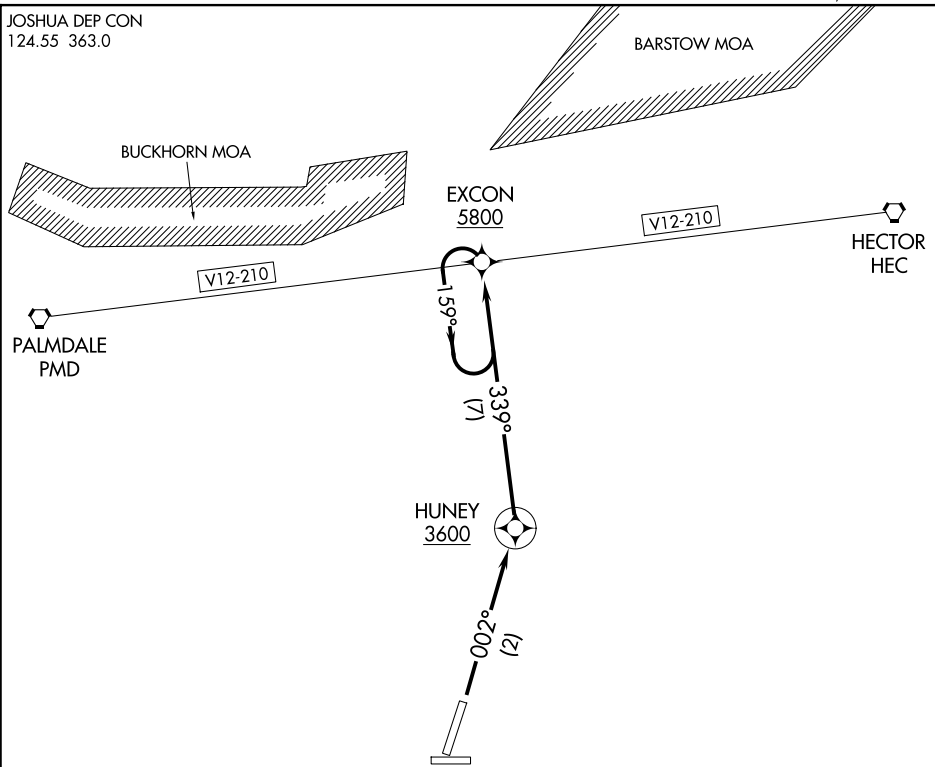 JOSHUA DEP CON
124.55 363.0
BARSTOW MOA
BUCKHORN MOA
EXCON
5800
V12-210
HECTOR
HEC
V12-210
PALMDALE
PMD
159°
339°
(7)
HUNEY
3600
002°
(2)